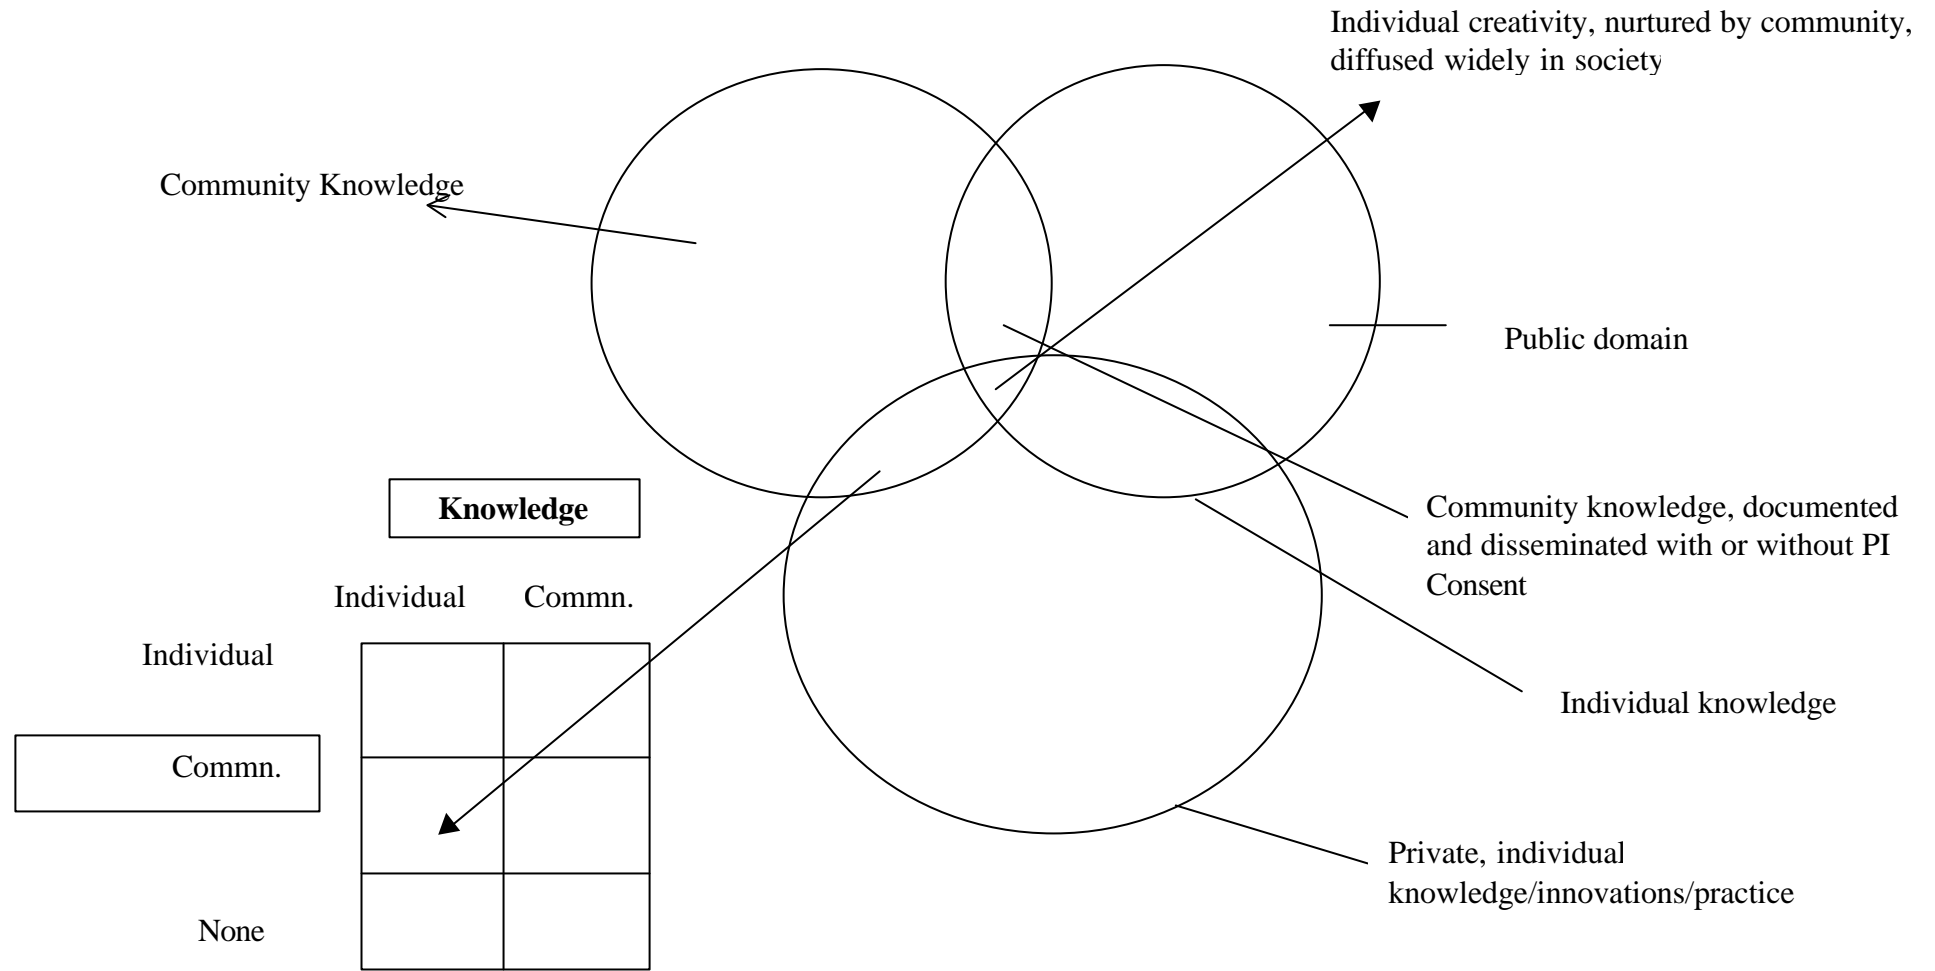 Individual creativity, nurtured by community,
diffused widely in society
Community Knowledge
Public domain
Knowledge
Community knowledge, documented
and disseminated with or without PI
Consent
Individual Commn.
Individual
Individual knowledge
Commn.
Private, individual
knowledge/innovations/practice
None